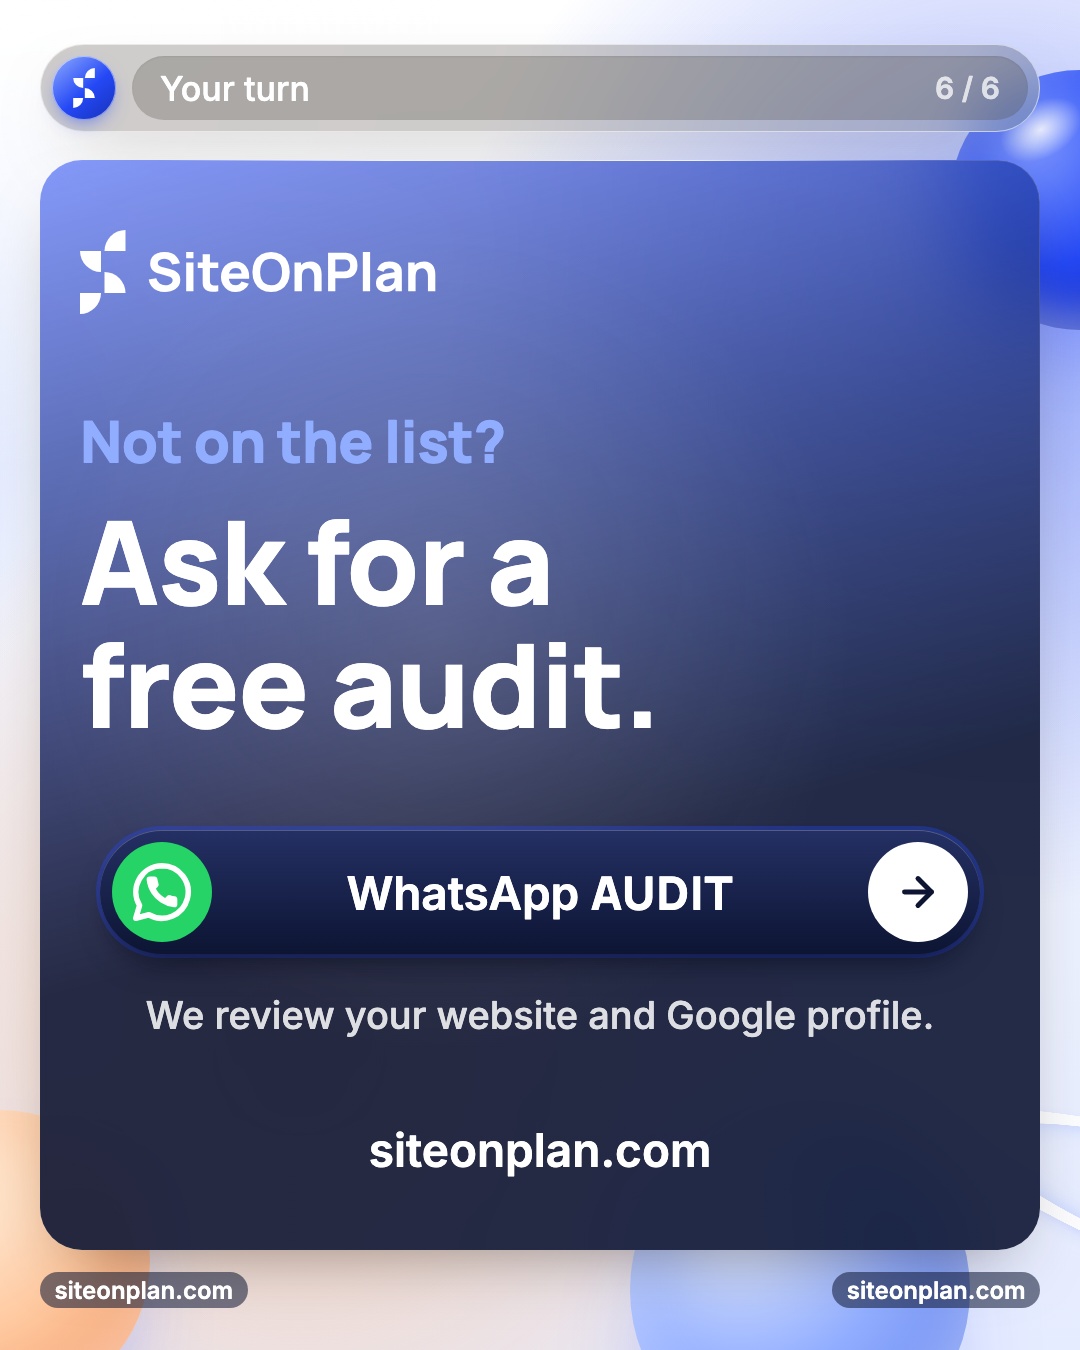 Your turn
6 / 6
SiteOnPlan
Not on the list?
Ask for a
free audit.
WhatsApp AUDIT
We review your website and Google profile.
siteonplan.com
siteonplan.com
siteonplan.com